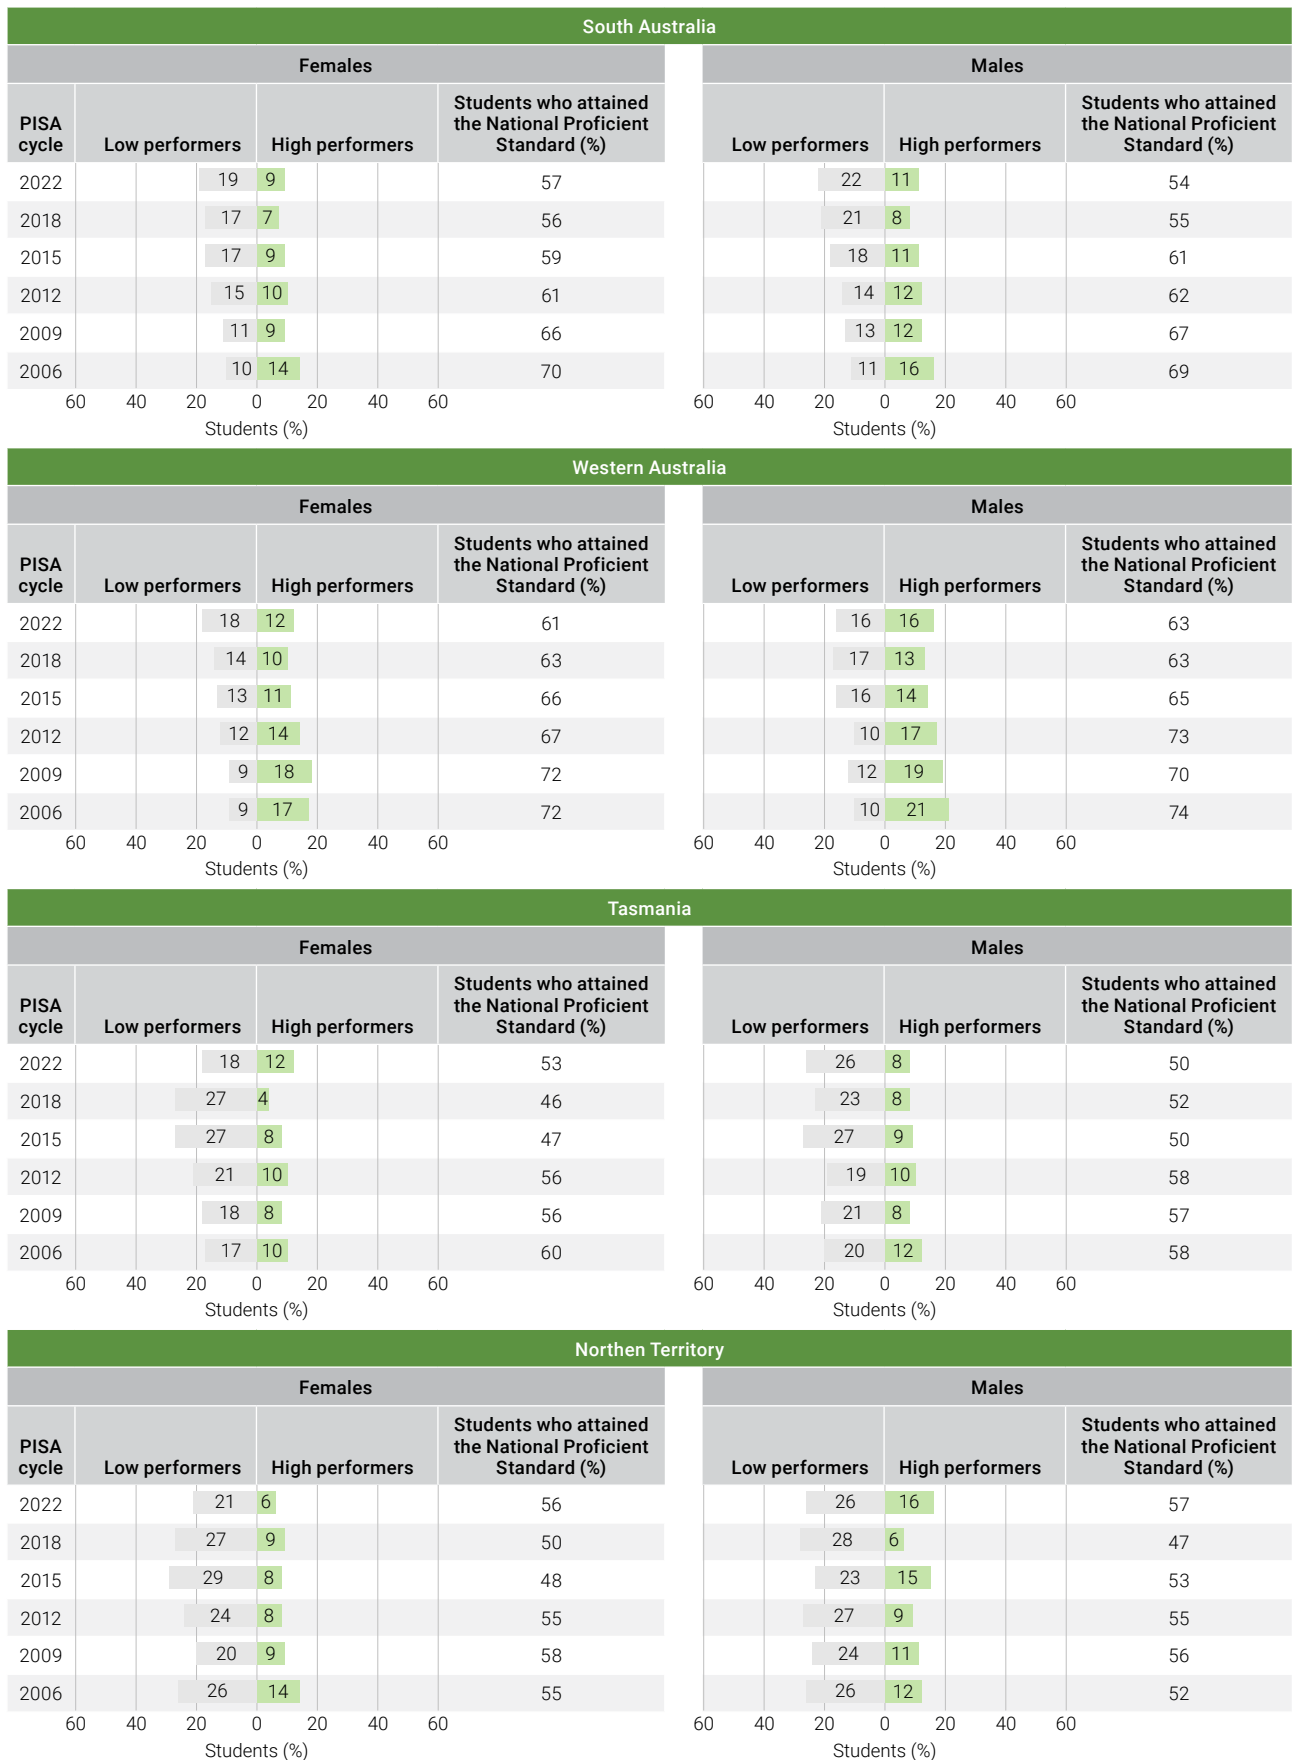 South Australia
Females Males
PISA cycle Low performers High performers Students who attained the National Proficient Standard (%) Low performers High performers Students who attained the National Proficient Standard (%)
2022 19 9 57 22 11 54
2018 17 7 56 21 8 55
2015 17 9 59 18 11 61
2012 15 10 61 14 12 62
2009 11 9 66 13 12 67
2006 10 14 70 11 16 69
60 40 20 0 20 40 60 60 40 20 0 20 40 60
Students (%) Students (%)
Western Australia
Females Males
PISA cycle Low performers High performers Students who attained the National Proficient Standard (%) Low performers High performers Students who attained the National Proficient Standard (%)
2022 18 12 61 16 16 63
2018 14 10 63 17 13 63
2015 13 11 66 16 14 65
2012 12 14 67 10 17 73
2009 9 18 72 12 19 70
2006 9 17 72 10 21 74
60 40 20 0 20 40 60 60 40 20 0 20 40 60
Students (%) Students (%)
Tasmania
Females Males
PISA cycle Low performers High performers Students who attained the National Proficient Standard (%) Low performers High performers Students who attained the National Proficient Standard (%)
2022 18 12 53 26 8 50
2018 27 4 46 23 8 52
2015 27 8 47 27 9 50
2012 21 10 56 19 10 58
2009 18 8 56 21 8 57
2006 17 10 60 20 12 58
60 40 20 0 20 40 60 60 40 20 0 20 40 60
Students (%) Students (%)
Northen Territory
Females Males
PISA cycle Low performers High performers Students who attained the National Proficient Standard (%) Low performers High performers Students who attained the National Proficient Standard (%)
2022 21 6 56 26 16 57
2018 27 9 50 28 6 47
2015 29 8 48 23 15 53
2012 24 8 55 27 9 55
2009 20 9 58 24 11 56
2006 26 14 55 26 12 52
60 40 20 0 20 40 60 60 40 20 0 20 40 60
Students (%) Students (%)